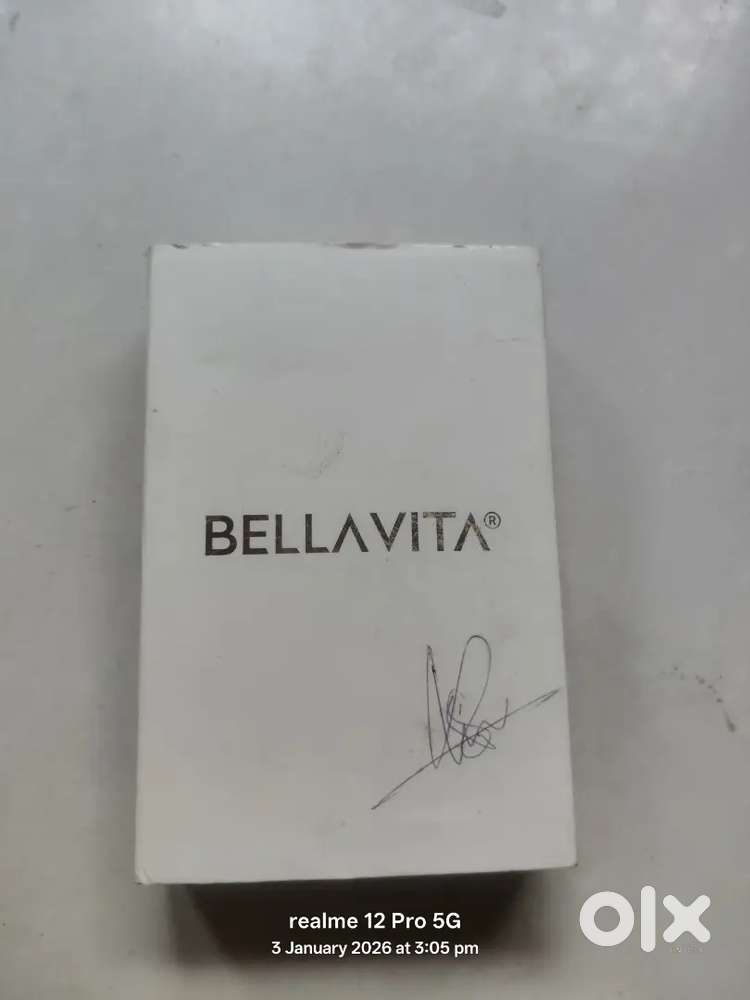 BELLAVITA®
realme 12 Pro 5G
3 January 2026 at 3:05 pm
olx